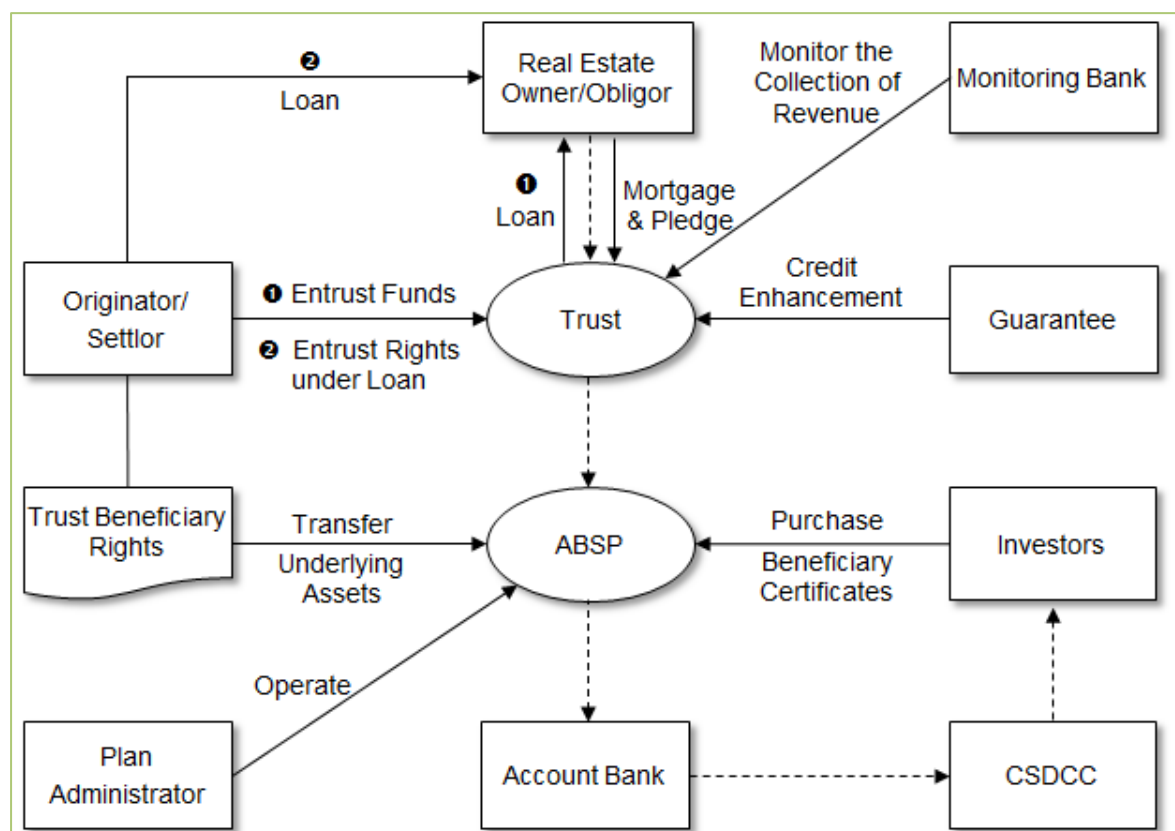 ❷
Loan
Real Estate
Owner/Obligor
Monitor the
Collection of
Revenue
Monitoring Bank
❶
Loan
Mortgage
& Pledge
Originator/
Settlor
❶ Entrust Funds
❷ Entrust Rights
under Loan
Trust
Credit
Enhancement
Guarantee
Trust Beneficiary
Rights
Transfer
Underlying
Assets
ABSP
Purchase
Beneficiary
Certificates
Investors
Operate
Plan
Administrator
Account Bank
CSDCC